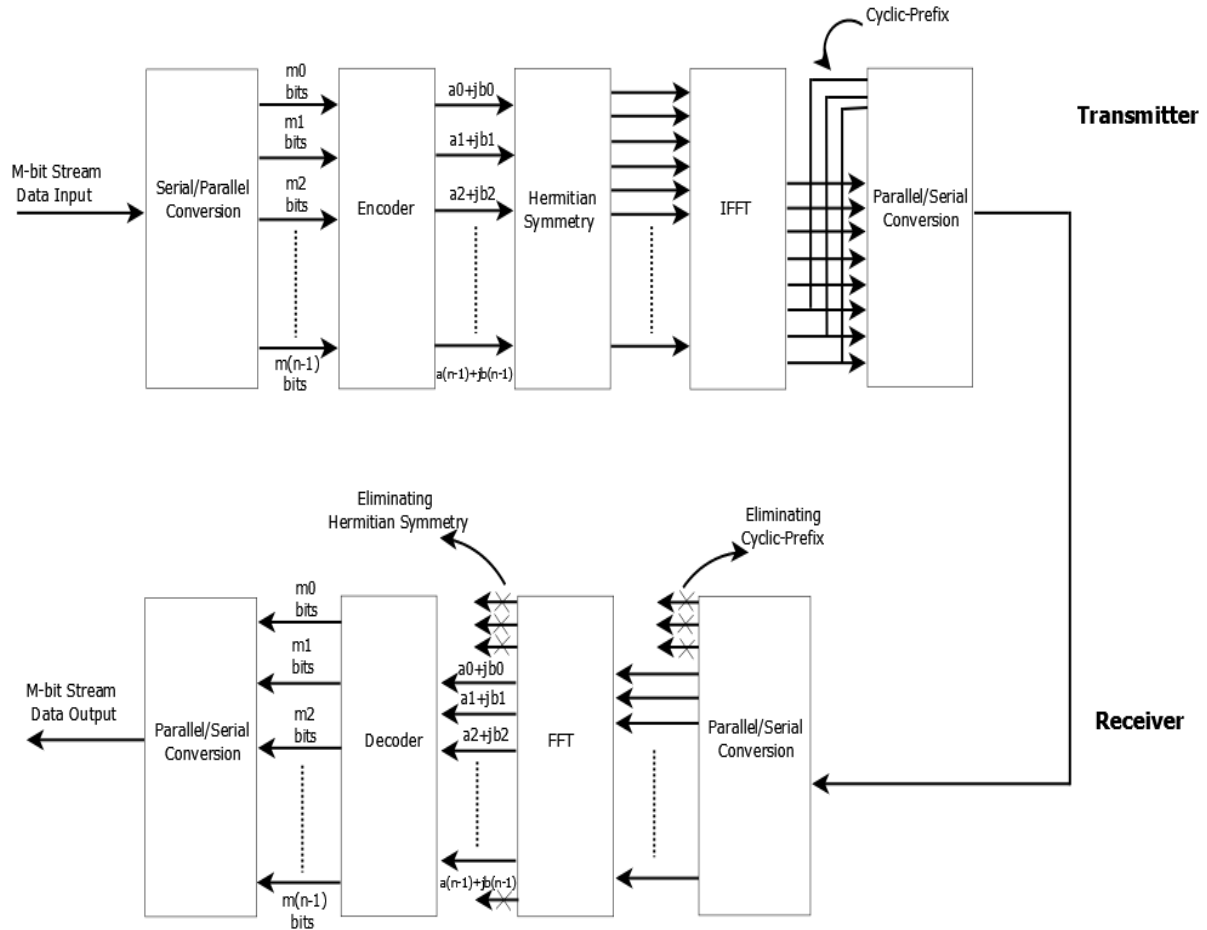 Cyclic-Prefix
Transmitter
M-bit Stream
Data Input
Serial/Parallel
Conversion
m0
bits
m1
bits
m2
bits
m(n-1)
bits
Encoder
a0+jb0
a1+jb1
a2+jb2
a(n-1)+jb(n-1)
Hermitian
Symmetry
IFFT
Parallel/Serial
Conversion
Eliminating
Hermitian Symmetry
Eliminating
Cyclic-Prefix
M-bit Stream
Data Output
Parallel/Serial
Conversion
m0
bits
m1
bits
m2
bits
m(n-1)
bits
Decoder
a0+jb0
a1+jb1
a2+jb2
a(n-1)+jb(n-1)
FFT
Parallel/Serial
Conversion
Receiver